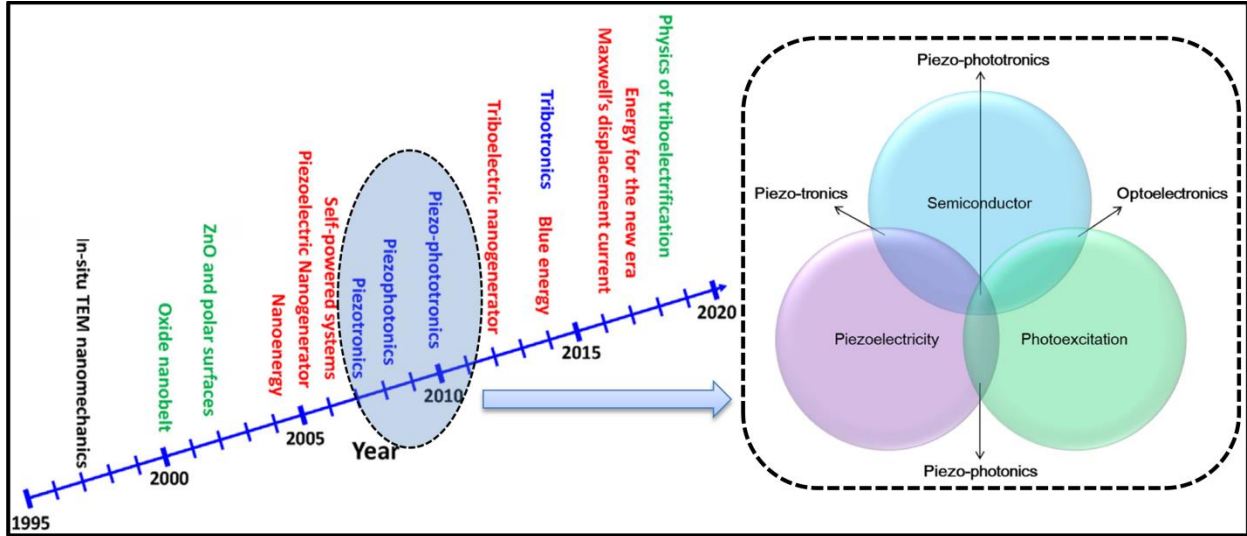 In-situ TEM nanomechanics
Oxide nanobelt
ZnO and polar surfaces
Nanoenergy
Piezoelectric Nanogenerator
Self-powered systems
Piezotronics
Piezophotonics
Piezo-phototronics
Triboelectric nanogenerator
Tribotronics
Blue energy
Maxwell's displacement current
Energy for the new era
Physics of triboelectrification
1995
2000
2005
2010
2015
2020
Year
Piezo-phototronics
Piezo-tronics
Optoelectronics
Semiconductor
Piezoelectricity
Photoexcitation
Piezo-photonics